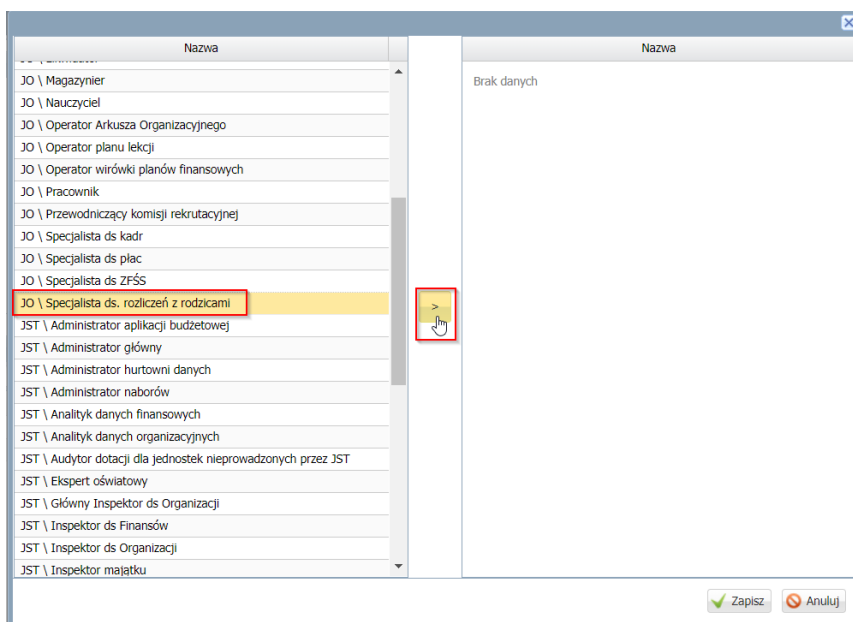 Nazwa
Nazwa
JO \ Magazynier
Brak danych
JO \ Nauczyciel
JO \ Operator Arkusza Organizacyjnego
JO \ Operator planu lekcji
JO \ Operator wirówki planów finansowych
JO \ Pracownik
JO \ Przewodniczący komisji rekrutacyjnej
JO \ Specjalista ds kadr
JO \ Specjalista ds płac
JO \ Specjalista ds ZFŚS
JO \ Specjalista ds. rozliczeń z rodzicami
>
JST \ Administrator aplikacji budżetowej
JST \ Administrator główny
JST \ Administrator hurtowni danych
JST \ Administrator naborów
JST \ Analityk danych finansowych
JST \ Analityk danych organizacyjnych
JST \ Audytor dotacji dla jednostek nieprowadzonych przez JST
JST \ Ekspert oświatowy
JST \ Główny Inspektor ds Organizacji
JST \ Inspektor ds Finansów
JST \ Inspektor ds Organizacji
JST \ Inspektor majątku
Zapisz
Anuluj